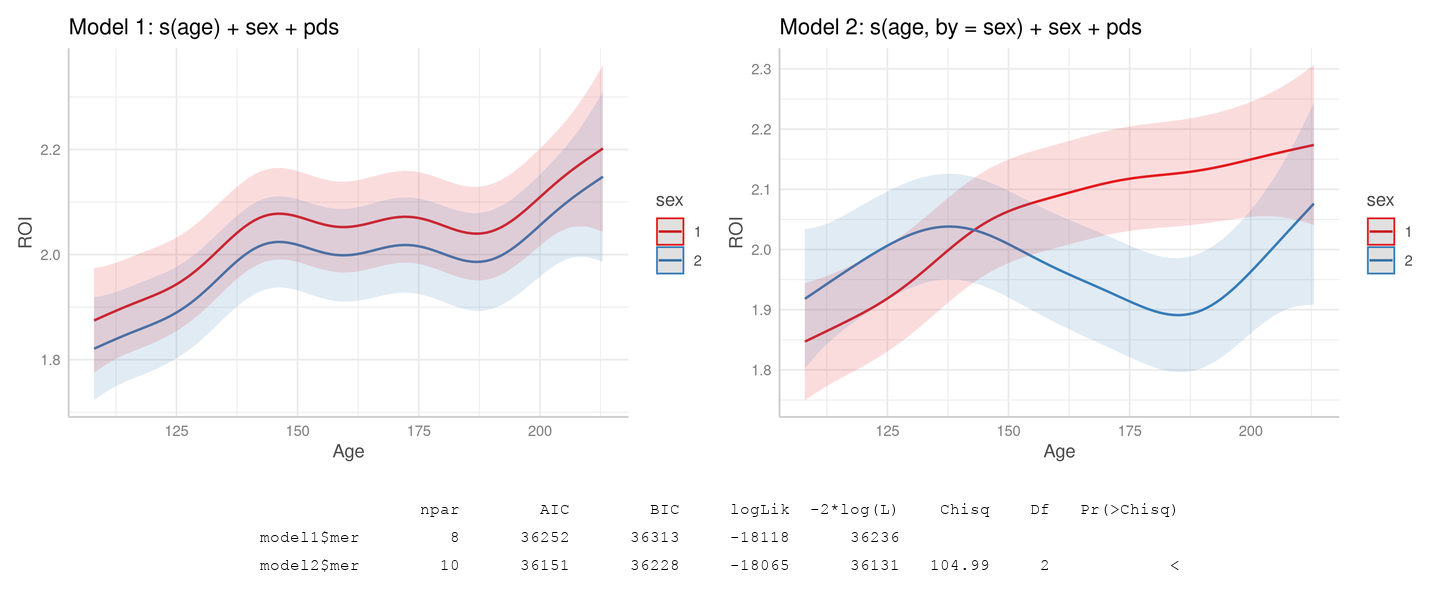 Model 1: s(age) + sex + pds
2.2
2.0
1.8
ROI
125 150 175 200
Age
sex
1
2
Model 2: s(age, by = sex) + sex + pds
2.3
2.2
2.1
2.0
1.9
1.8
ROI
125 150 175 200
Age
sex
1
2
npar AIC BIC logLik -2*log(L) Chisq Df Pr(>Chisq)
model1$mer 8 36252 36313 -18118 36236
model2$mer 10 36151 36228 -18065 36131 104.99 2 <